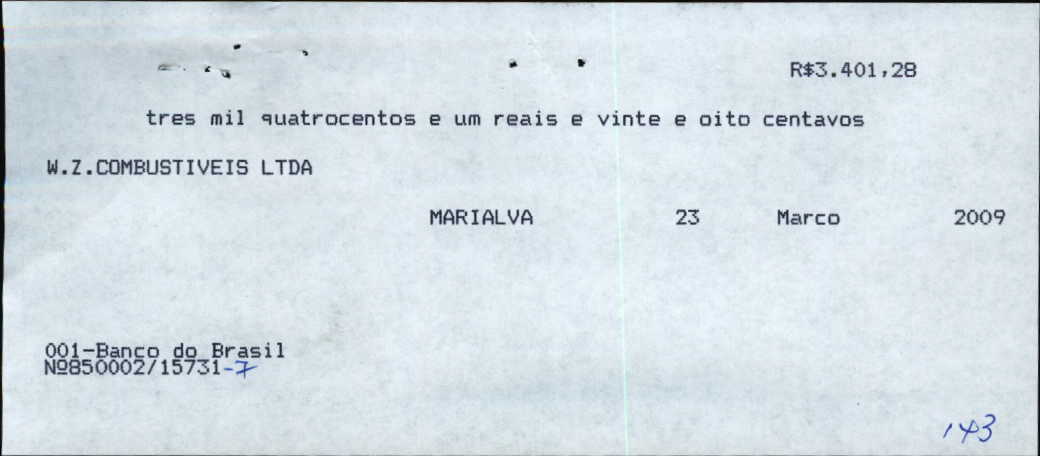 R$3.401,28
tres mil quatrocentos e um reais e vinte e oito centavos
W.Z.COMBUSTIVEIS LTDA
MARIALVA 23 Marco 2009
001-Banco do Brasil
Nº850002/15731-7
143